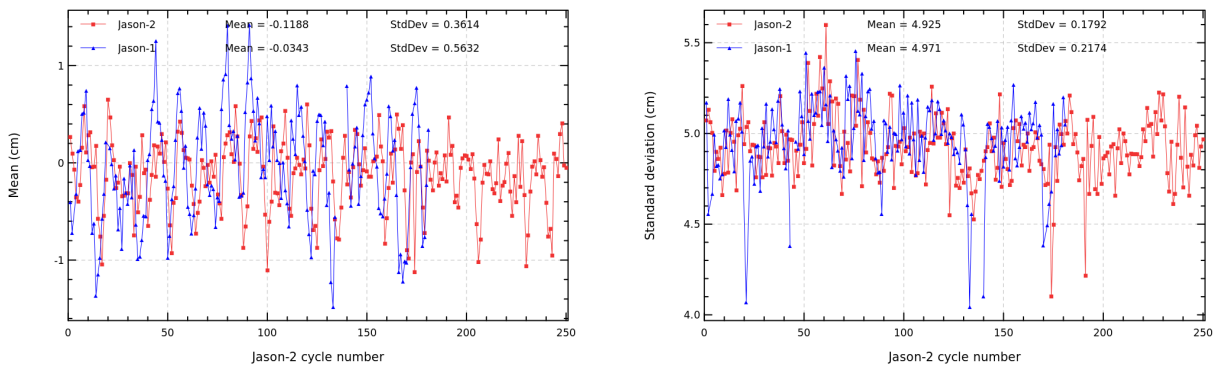 Jason-2 Mean = -0.1188 StdDev = 0.3614
Jason-1 Mean = -0.0343 StdDev = 0.5632
1
0
-1
Mean (cm)
0 50 100 150 200 250
Jason-2 cycle number
Jason-2 Mean = 4.925 StdDev = 0.1792
Jason-1 Mean = 4.971 StdDev = 0.2174
5.5
5.0
4.5
4.0
Standard deviation (cm)
0 50 100 150 200 250
Jason-2 cycle number